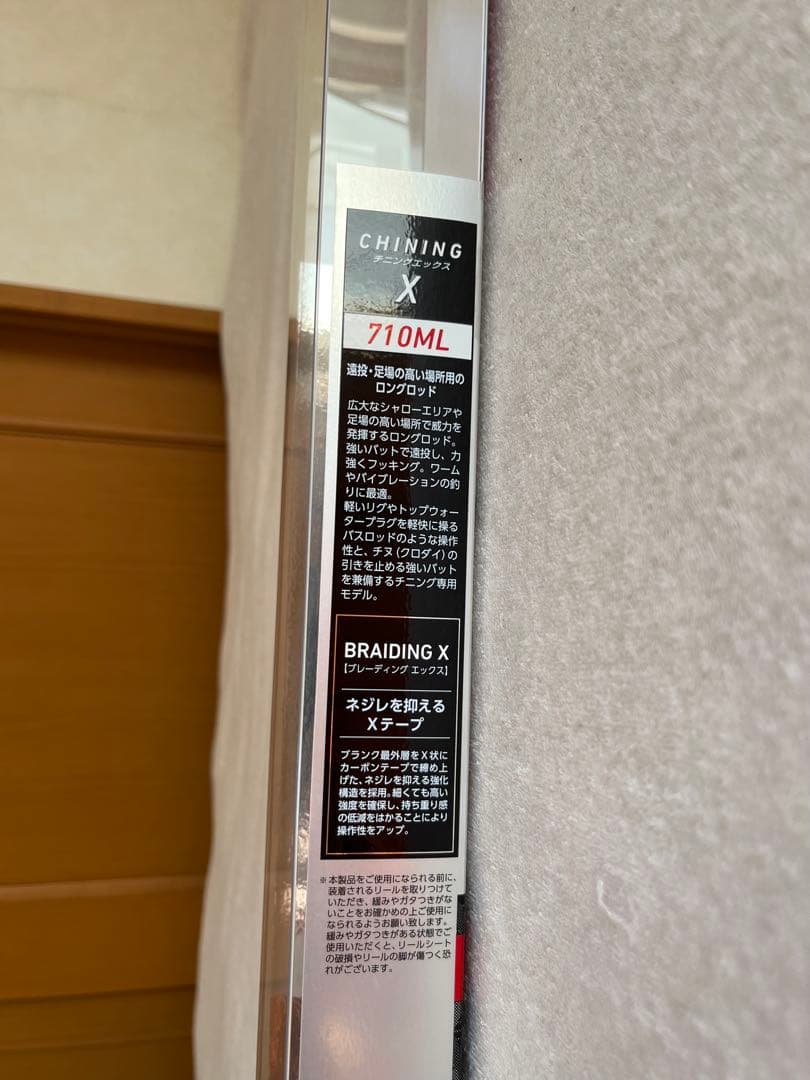 CHINING
チニングエックス
X
710ML
遠投・足場の高い場所用の
ロングロッド
広大なシャローエリアや
足場の高い場所で威力を
発揮するロングロッド。
強いバットで遠投し、力
強くフッキング。ワーム
やバイブレーションの釣
りに最適。
軽いリグやトップウォー
タープラグを軽快に操る
バスロッドのような操作
性と、チヌ(クロダイ)の
引きを止める強いバット
を兼備するチニング専用
モデル。
BRAIDING X
【ブレーディング エックス】
ネジレを抑える
Xテープ
ブランク最外層をX状に
カーボンテープで締め上
げた、ネジレを抑える強化
構造を採用。細くても高い
強度を確保し、持ち重り感
の低減をはかることにより
操作性をアップ。
※本製品をご使用になられる前に、
装着されるリールを取りつけて
いただき、緩みやガタつきがな
いことをお確かめの上ご使用に
なられるようお願い致します。
緩みやガタつきがある状態でご
使用いただくと、リールシート
の破損やリールの脚が傷つく恐
れがございます。